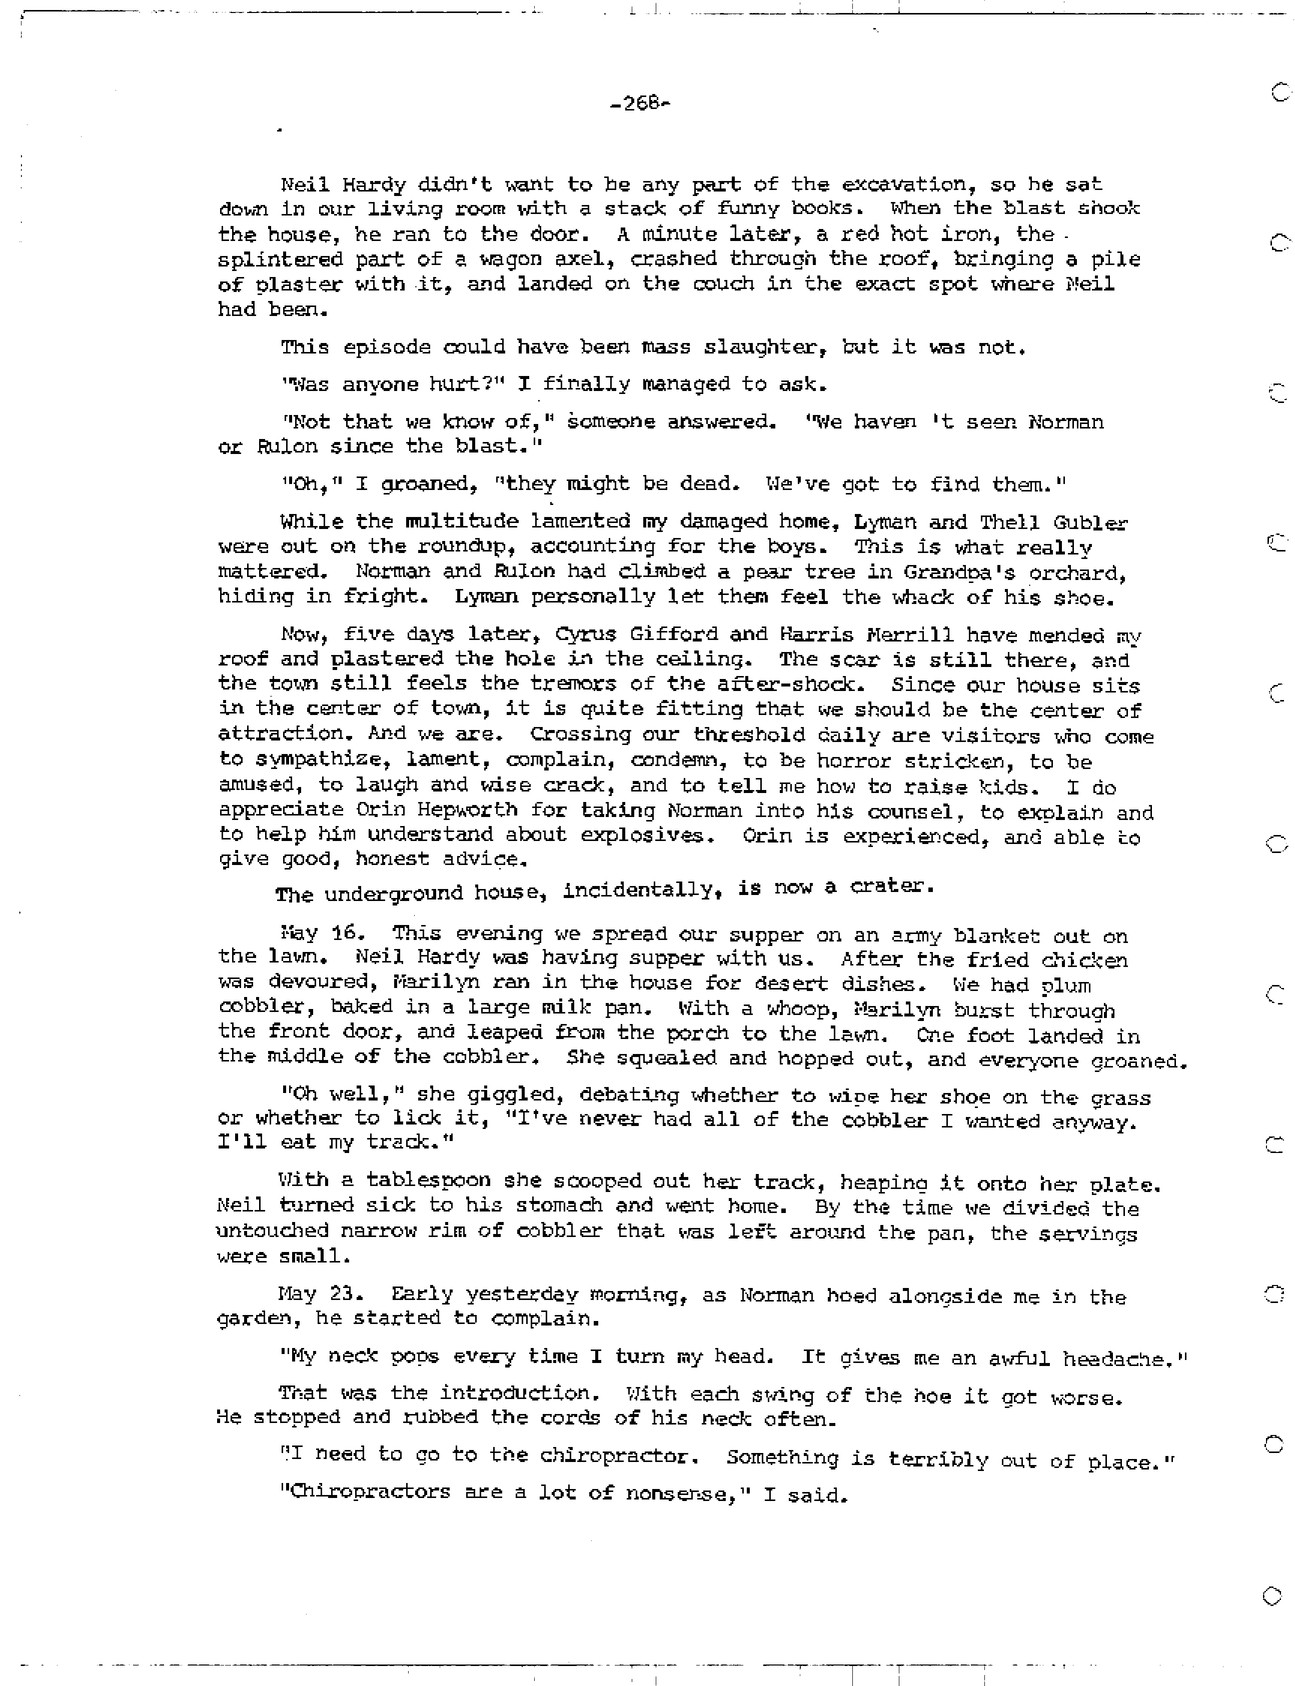 -268-
Neil Hardy didn't want to be any part of the excavation, so he sat
down in our living room with a stack of funny books. When the blast shook
the house, he ran to the door. A minute later, a red hot iron, the
splintered part of a wagon axel, crashed through the roof, bringing a pile
of plaster with it, and landed on the couch in the exact spot where Neil
had been.
This episode could have been mass slaughter, but it was not.
"Was anyone hurt?" I finally managed to ask.
"Not that we know of," someone answered. "We haven 't seen Norman
or Rulon since the blast."
"Oh," I groaned, "they might be dead. We've got to find them."
While the multitude lamented my damaged home, Lyman and Thell Gubler
were out on the roundup, accounting for the boys. This is what really
mattered. Norman and Rulon had climbed a pear tree in Grandpa's orchard,
hiding in fright. Lyman personally let them feel the whack of his shoe.
Now, five days later, Cyrus Gifford and Harris Merrill have mended my
roof and plastered the hole in the ceiling. The scar is still there, and
the town still feels the tremors of the after-shock. Since our house sits
in the center of town, it is quite fitting that we should be the center of
attraction. And we are. Crossing our threshold daily are visitors who come
to sympathize, lament, complain, condemn, to be horror stricken, to be
amused, to laugh and wise crack, and to tell me how to raise kids. I do
appreciate Orin Hepworth for taking Norman into his counsel, to explain and
to help him understand about explosives. Orin is experienced, and able to
give good, honest advice.
The underground house, incidentally, is now a crater.
May 16. This evening we spread our supper on an army blanket out on
the lawn. Neil Hardy was having supper with us. After the fried chicken
was devoured, Marilyn ran in the house for desert dishes. We had plum
cobbler, baked in a large milk pan. With a whoop, Marilyn burst through
the front door, and leaped from the porch to the lawn. One foot landed in
the middle of the cobbler. She squealed and hopped out, and everyone groaned.
"Oh well," she giggled, debating whether to wipe her shoe on the grass
or whether to lick it, "I've never had all of the cobbler I wanted anyway.
I'll eat my track."
With a tablespoon she scooped out her track, heaping it onto her plate.
Neil turned sick to his stomach and went home. By the time we divided the
untouched narrow rim of cobbler that was left around the pan, the servings
were small.
May 23. Early yesterday morning, as Norman hoed alongside me in the
garden, he started to complain.
"My neck pops every time I turn my head. It gives me an awful headache."
That was the introduction. With each swing of the hoe it got worse.
He stopped and rubbed the cords of his neck often.
"I need to go to the chiropractor. Something is terribly out of place."
"Chiropractors are a lot of nonsense," I said.